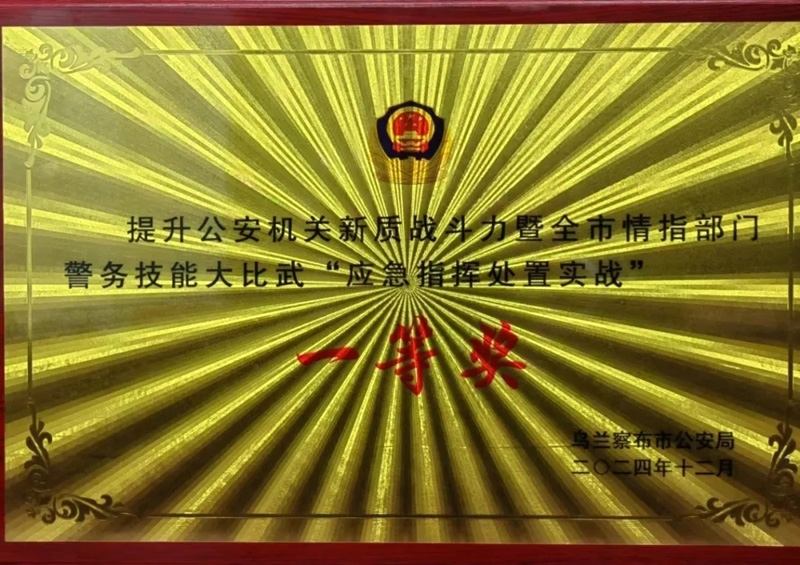 提升公安机关新质战斗力暨全市情指部门
警务技能大比武“应急指挥处置实战”
一等奖
乌兰察布市公安局
二〇二四年十二月